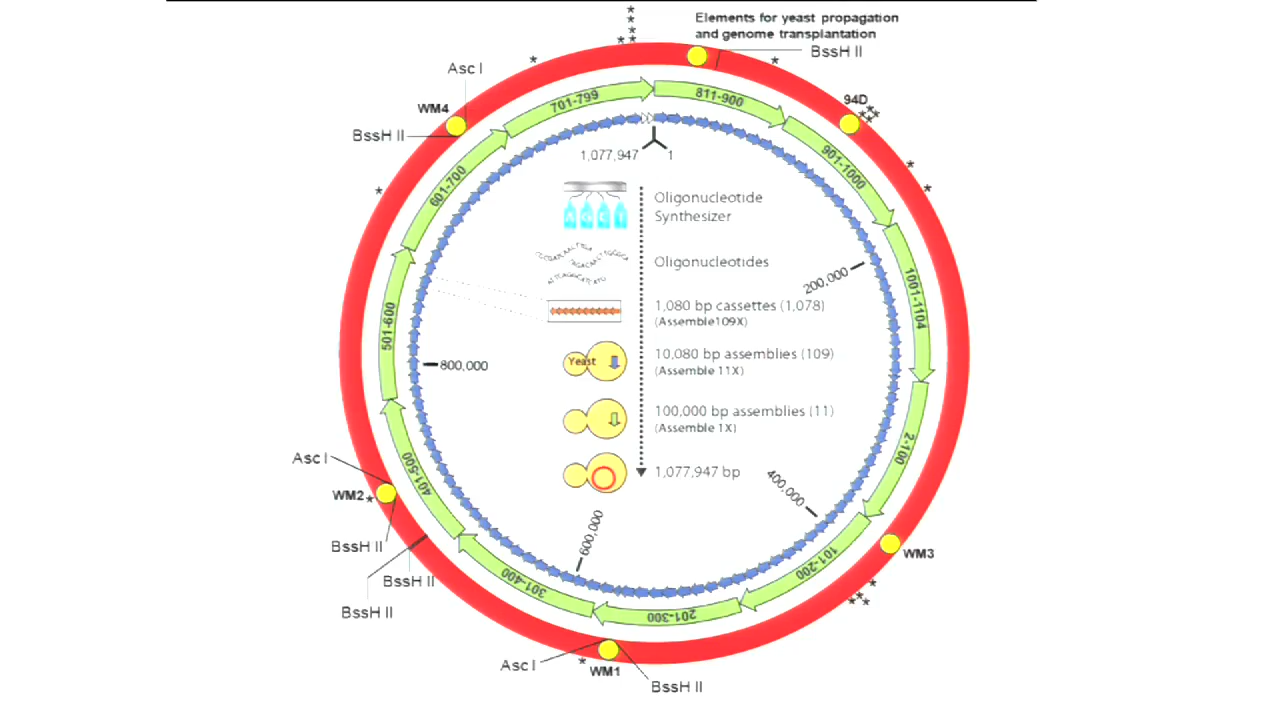 Elements for yeast propagation
and genome transplantation
BssH II
Asc I
WM4
BssH II
94D
701-799
811-900
601-700
901-1000
1,077,947
1
Oligonucleotide
Synthesizer
Oligonucleotides
200,000
1001-1104
501-600
1,080 bp cassettes (1,078)
(Assemble109X)
Yeast
10,080 bp assemblies (109)
(Assemble 11X)
800,000
100,000 bp assemblies (11)
(Assemble 1X)
2-100
401-500
Asc I
1,077,947 bp
400,000
WM2
600,000
BssH II
WM3
101-200
BssH II
301-400
BssH II
201-300
Asc I
WM1
BssH II